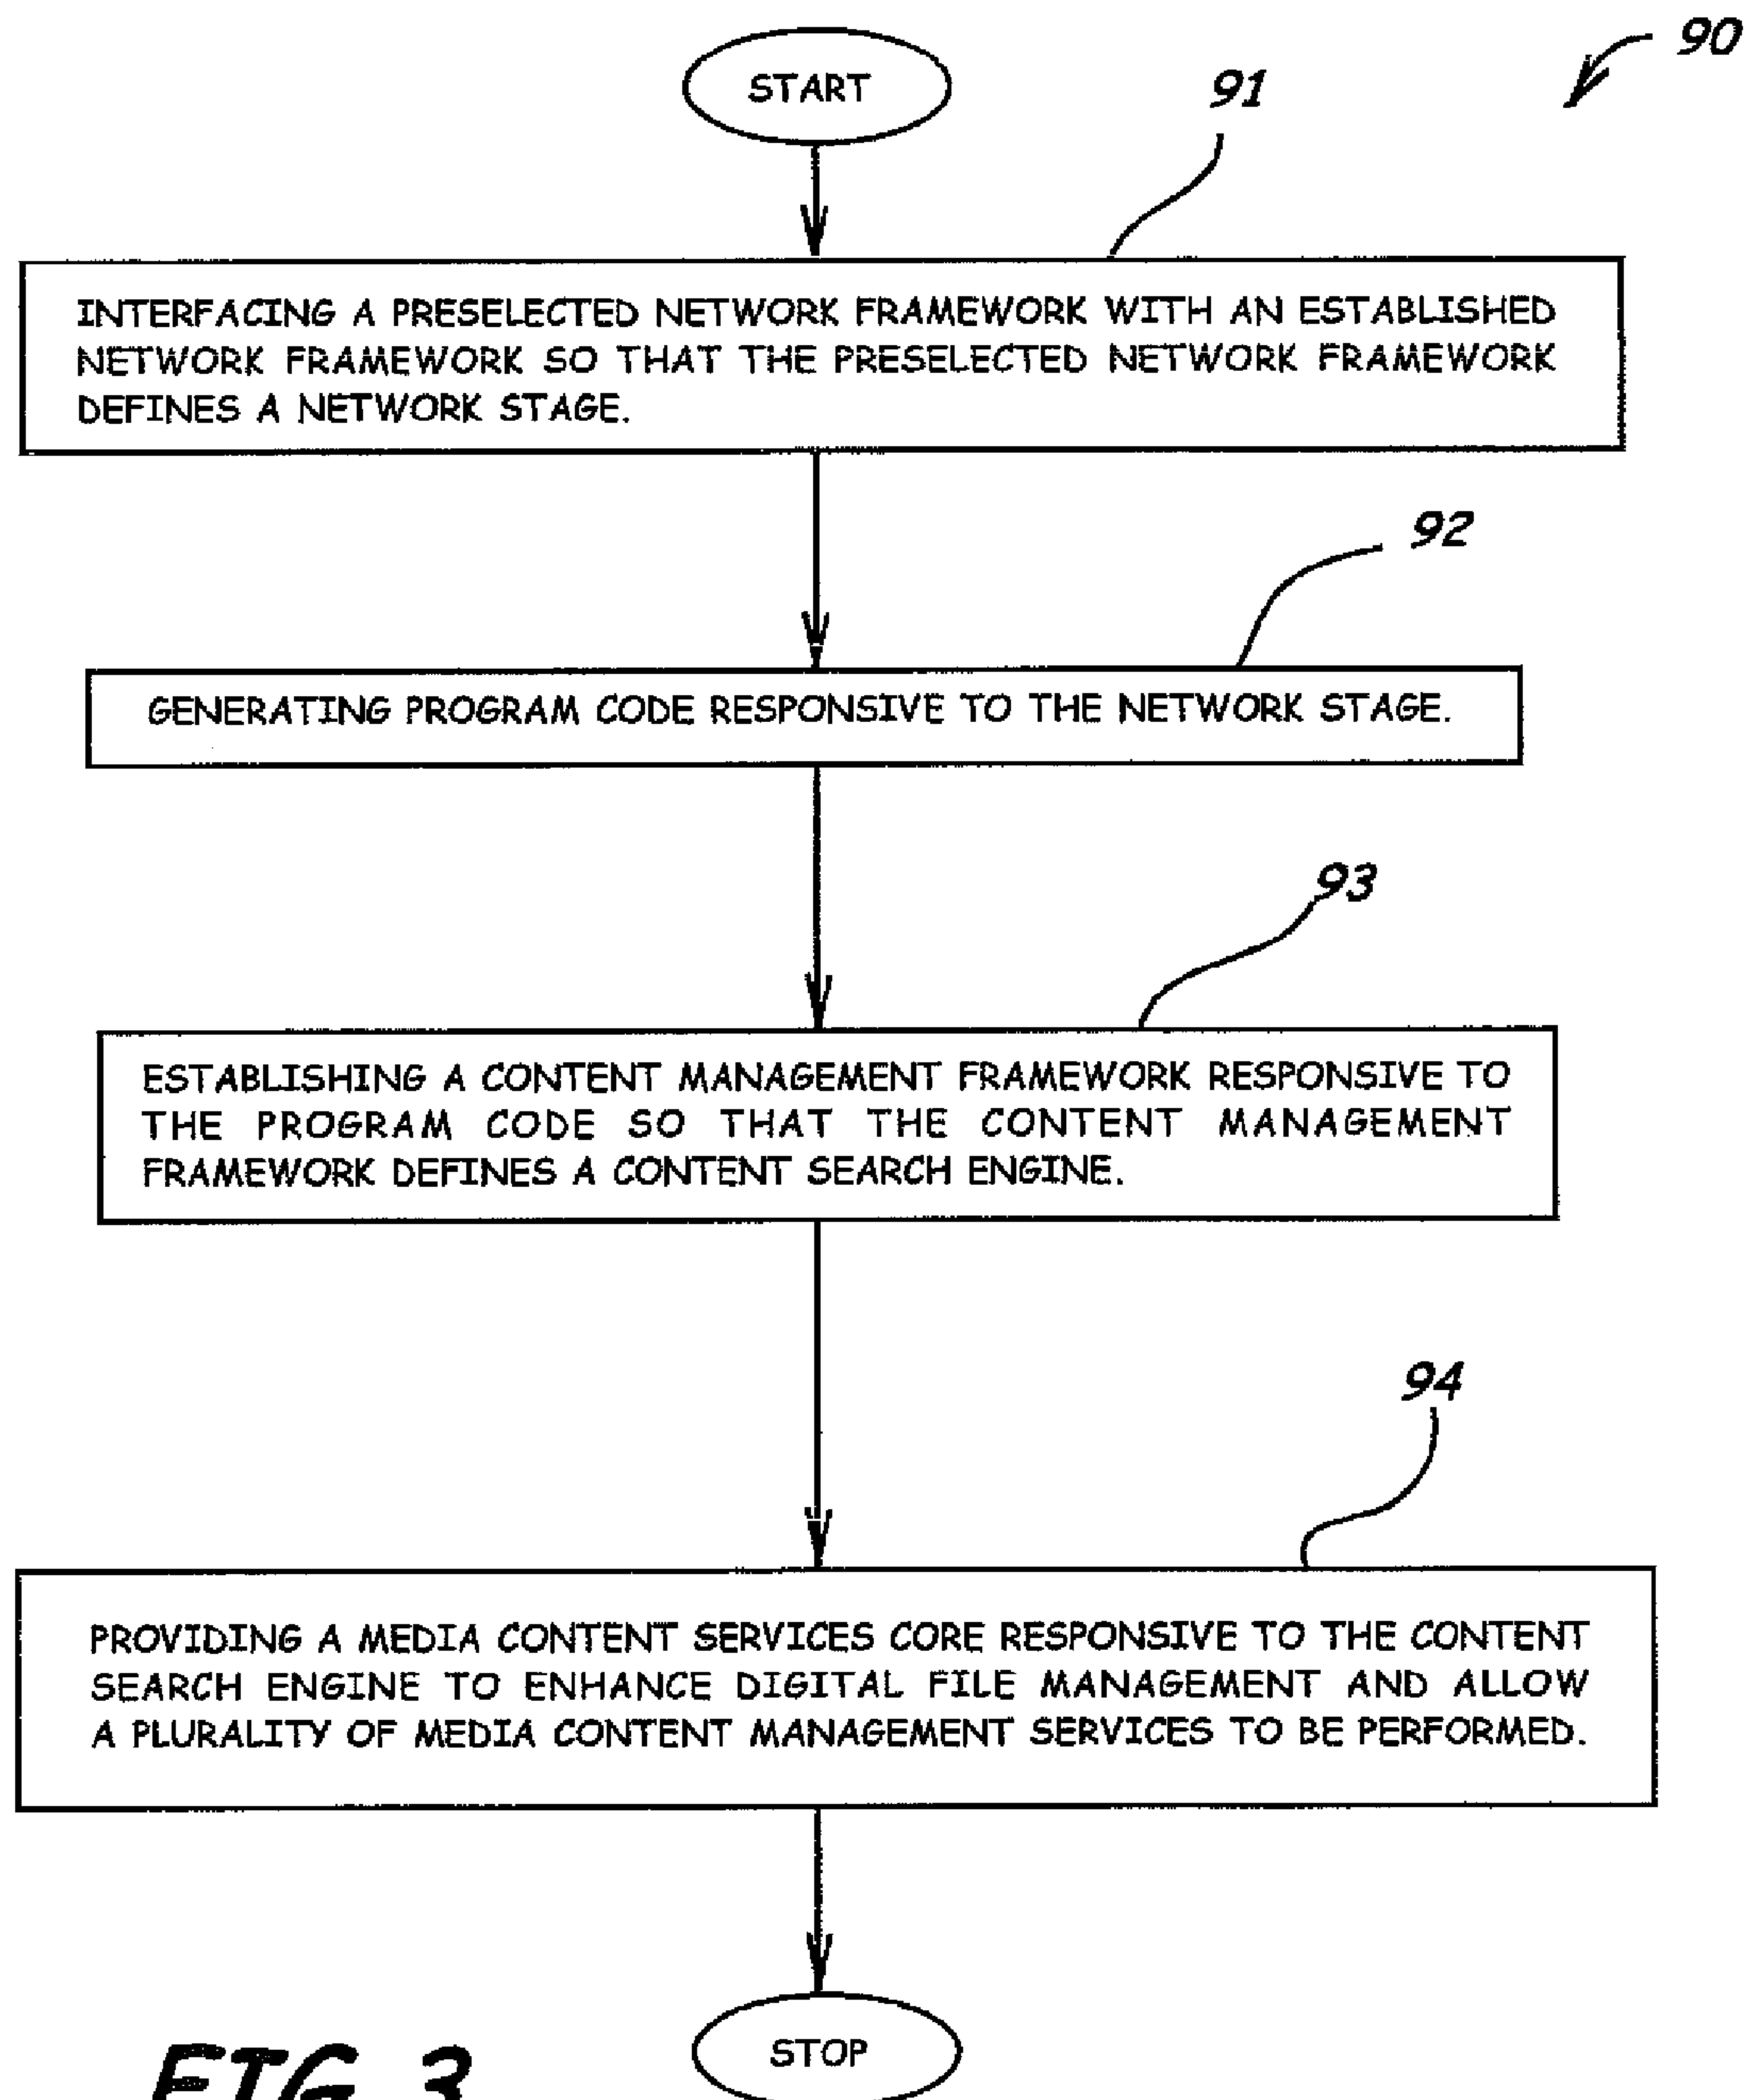 90
START
91
INTERFACING A PRESELECTED NETWORK FRAMEWORK WITH AN ESTABLISHED
NETWORK FRAMEWORK SO THAT THE PRESELECTED NETWORK FRAMEWORK
DEFINES A NETWORK STAGE.
92
GENERATING PROGRAM CODE RESPONSIVE TO THE NETWORK STAGE.
93
ESTABLISHING A CONTENT MANAGEMENT FRAMEWORK RESPONSIVE TO
THE PROGRAM CODE SO THAT THE CONTENT MANAGEMENT
FRAMEWORK DEFINES A CONTENT SEARCH ENGINE.
94
PROVIDING A MEDIA CONTENT SERVICES CORE RESPONSIVE TO THE CONTENT
SEARCH ENGINE TO ENHANCE DIGITAL FILE MANAGEMENT AND ALLOW
A PLURALITY OF MEDIA CONTENT MANAGEMENT SERVICES TO BE PERFORMED.
STOP
FIG. 3